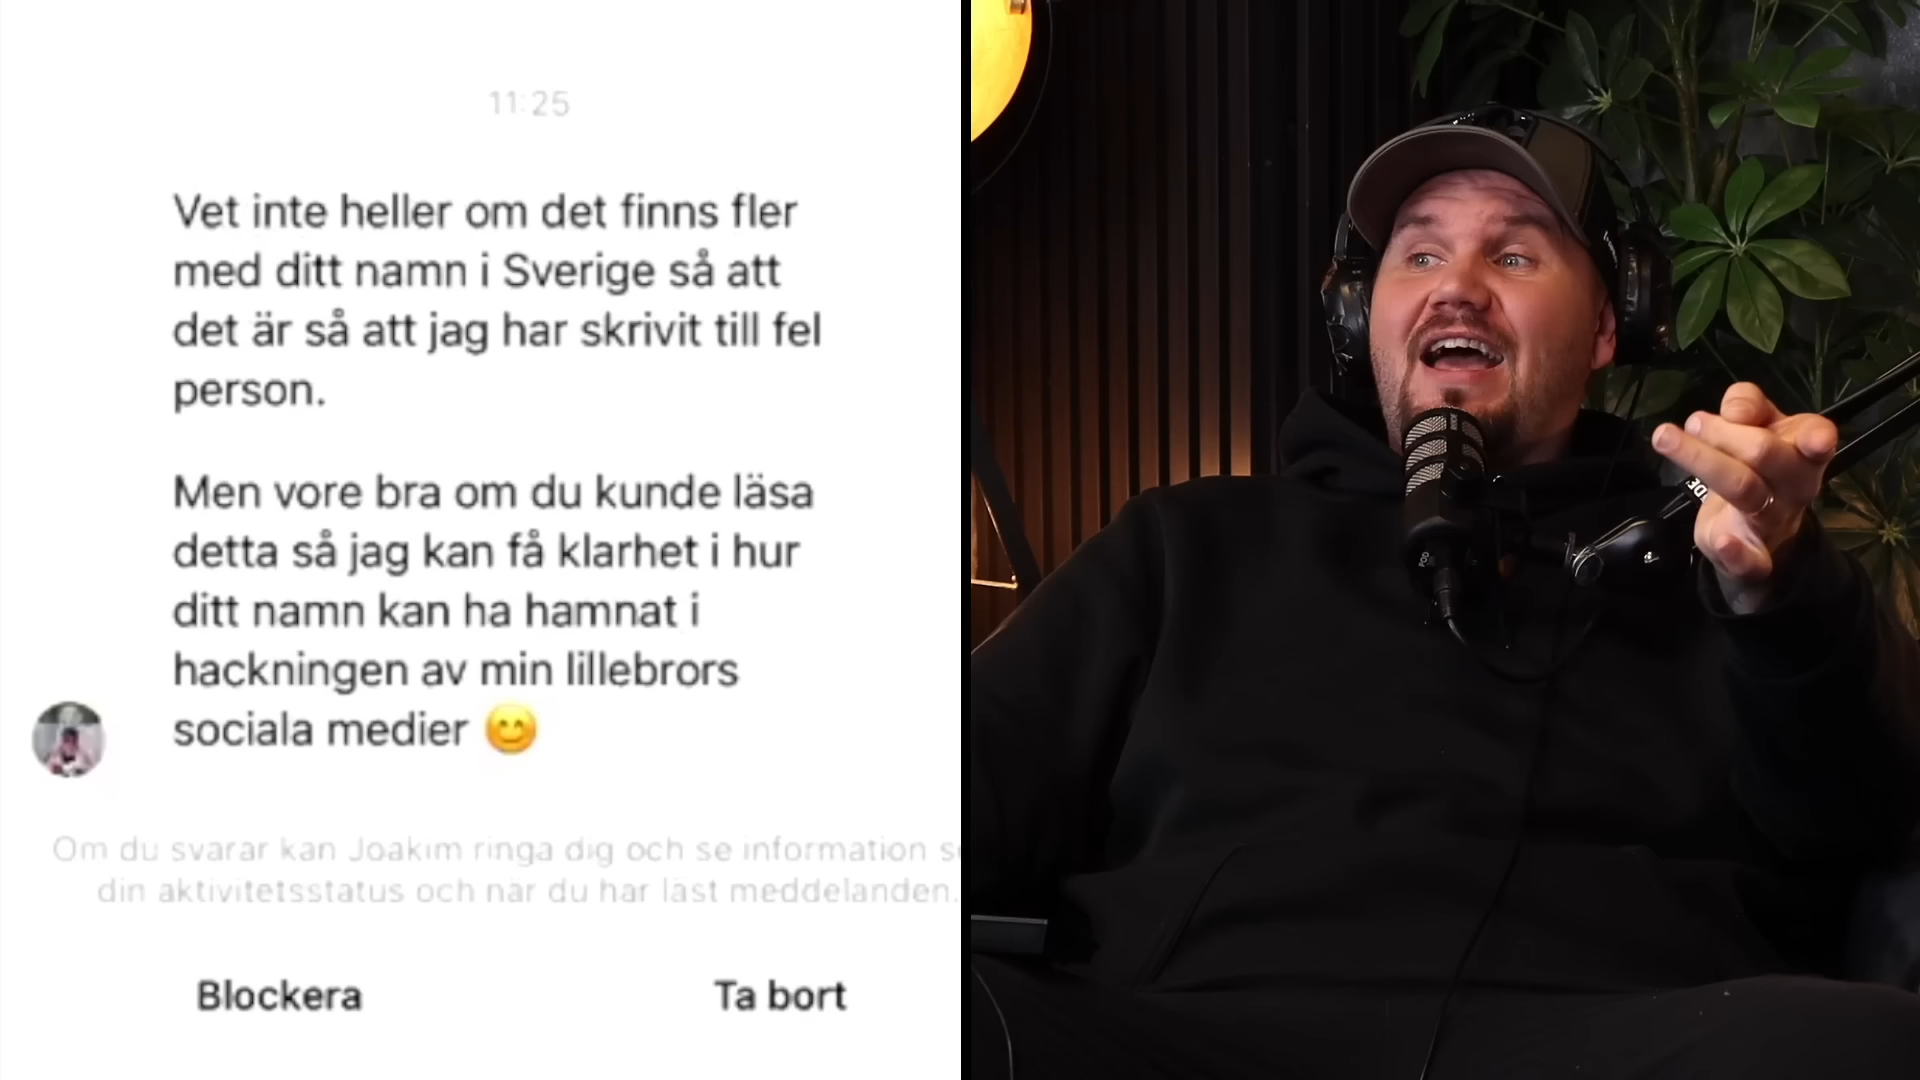 11:25
Vet inte heller om det finns fler
med ditt namn i Sverige så att
det är så att jag har skrivit till fel
person.
Men vore bra om du kunde läsa
detta så jag kan få klarhet i hur
ditt namn kan ha hamnat i
hackningen av min lillebrors
sociala medier 😊
Om du svarar kan Joakim ringa dig och se information
din aktivitetsstatus och när du har läst meddelanden.
Blockera
Ta bort